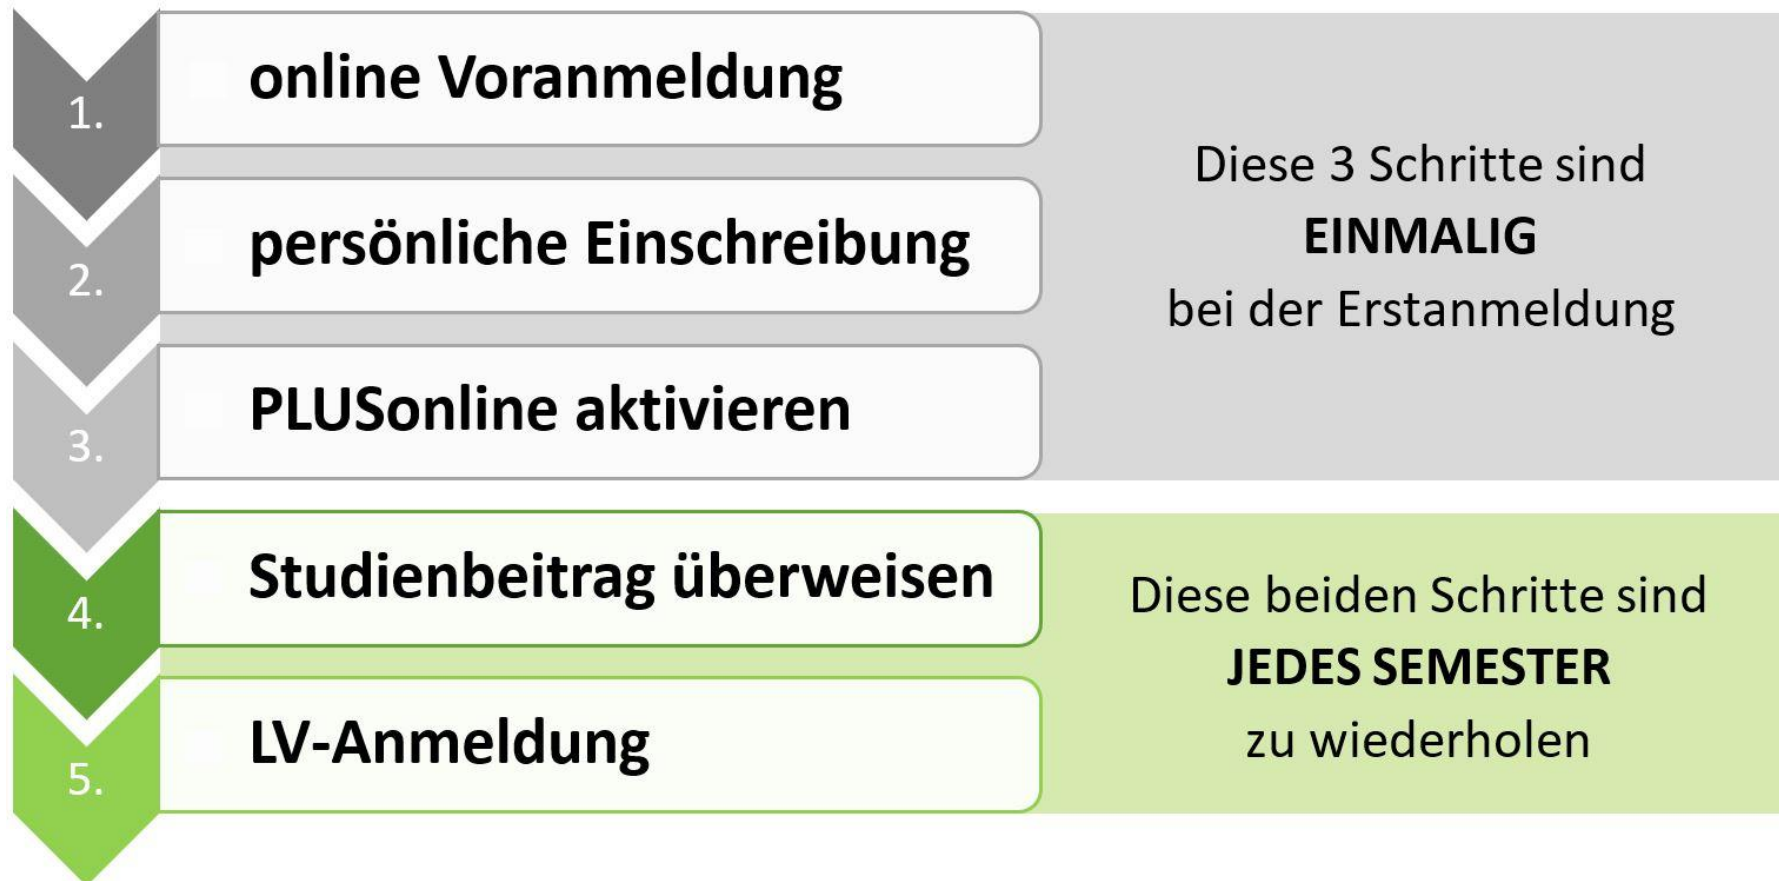 1.
online Voranmeldung
2.
persönliche Einschreibung
3.
PLUSonline aktivieren
Diese 3 Schritte sind
EINMALIG
bei der Erstanmeldung
4.
Studienbeitrag überweisen
5.
LV-Anmeldung
Diese beiden Schritte sind
JEDES SEMESTER
zu wiederholen